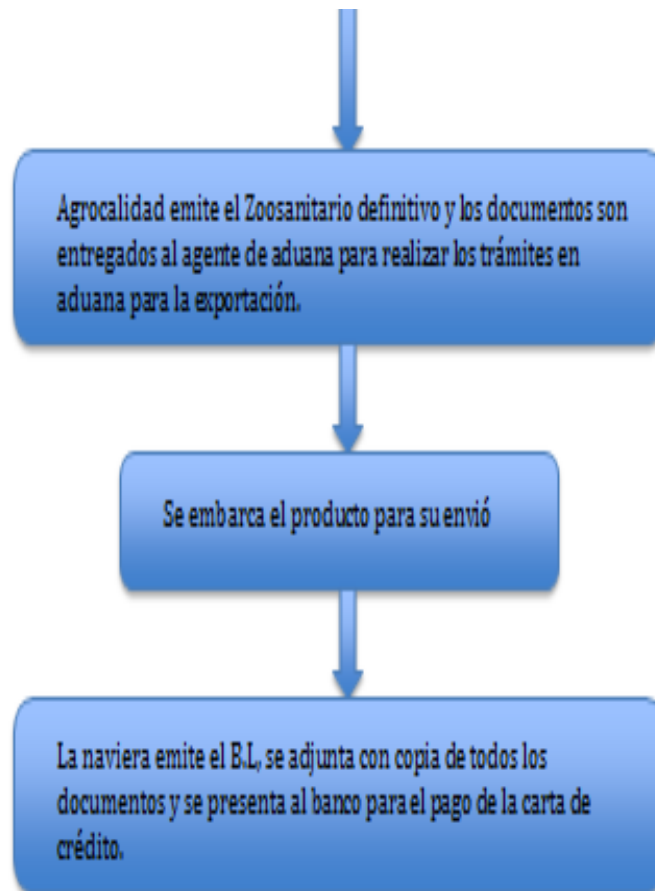 Agrocalidad emite el Zoosanitario definitivo y los documentos son
entregados al agente de aduana para realizar los trámites en
aduana para la exportación.
Se embarca el producto para su envió
La naviera emite el B.L, se adjunta con copia de todos los
documentos y se presenta al banco para el pago de la carta de
crédito.